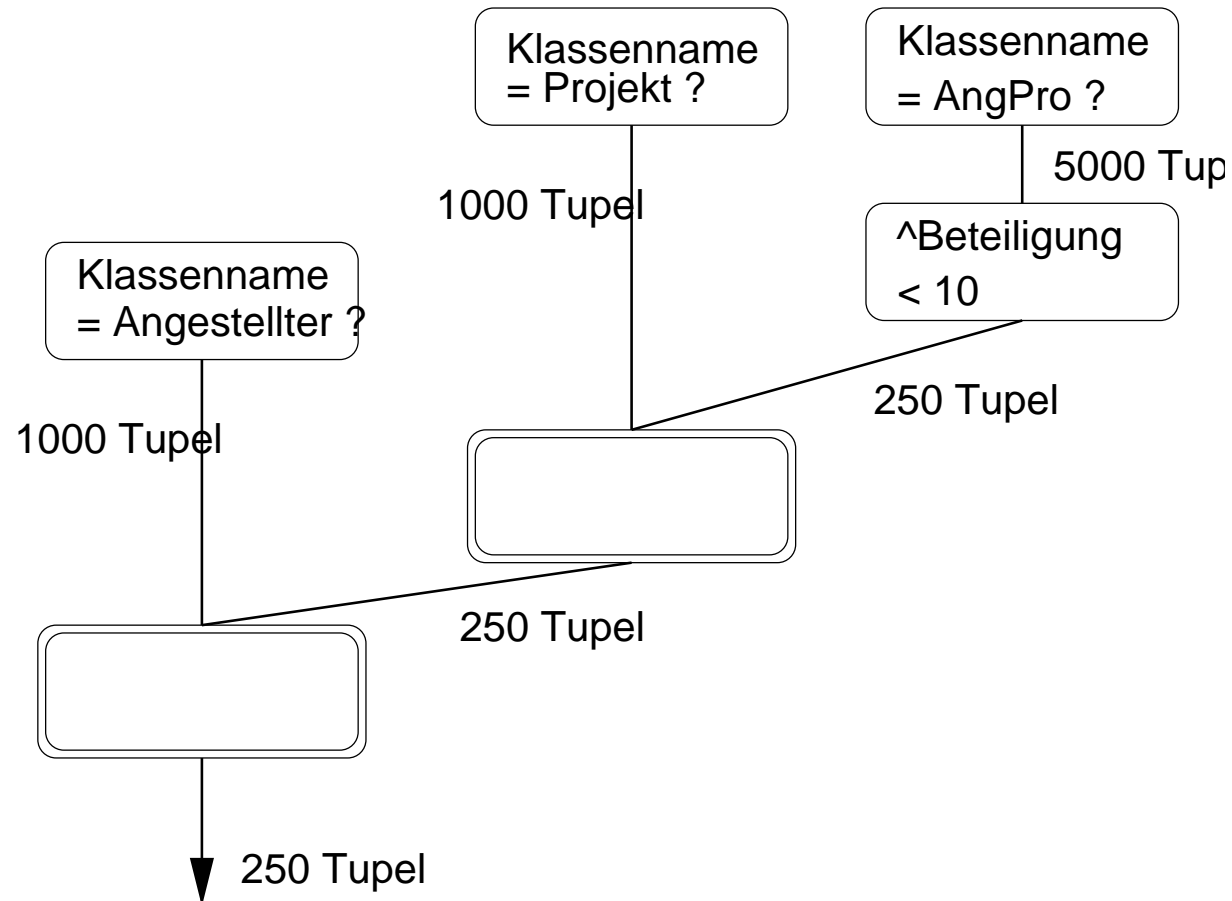 Klassenname
= Projekt ?
Klassenname
= AngPro ?
5000 Tup
1000 Tupel
^Beteiligung
< 10
Klassenname
= Angestellter ?
250 Tupel
1000 Tupel
250 Tupel
250 Tupel